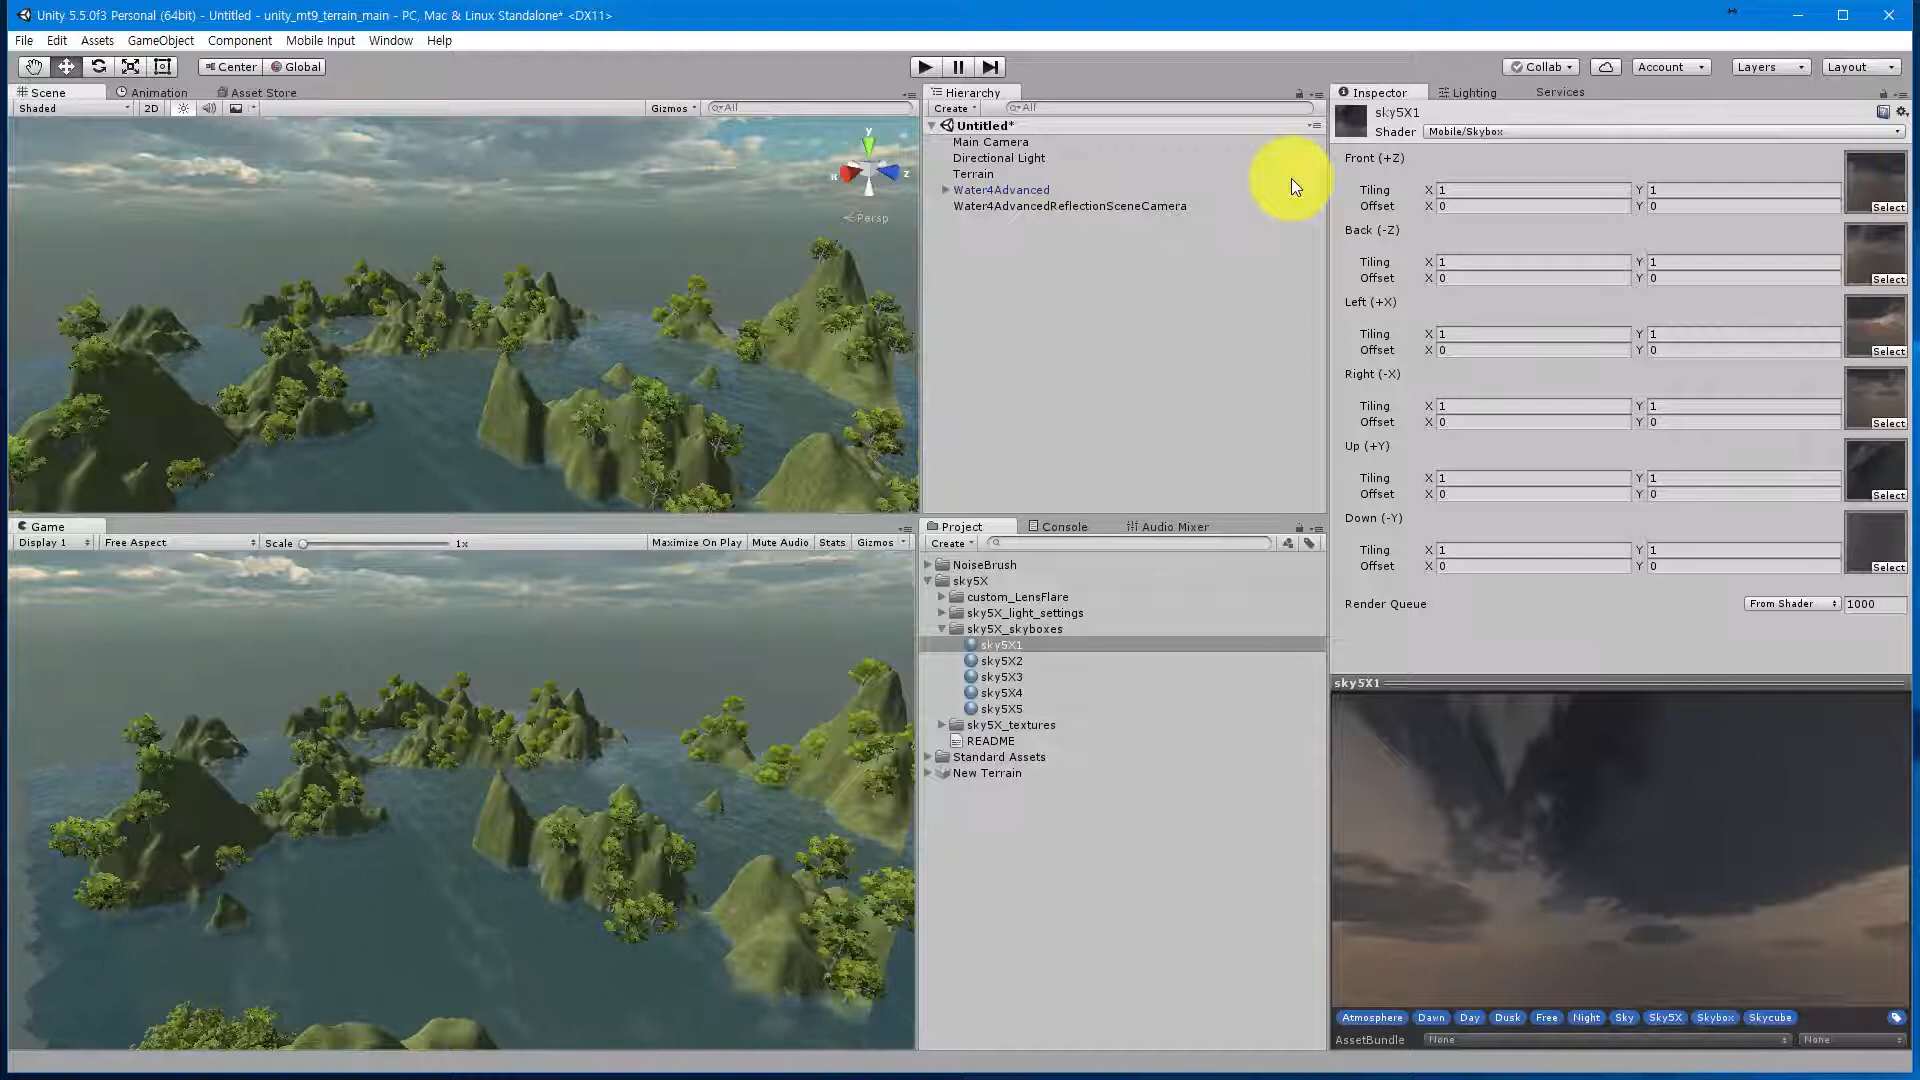 Unity 5.5.0f3 Personal (64bit) - Untitled - unity_mt9_terrain_main - PC, Mac & Linux Standalone* <DX11>
File Edit Assets GameObject Component Mobile Input Window Help
Center Global Collab Account Layers Layout
Scene Animation Asset Store
Shaded 2D Gizmos All
y
x
z
Persp
Game
Display 1 Free Aspect Scale 1x Maximize On Play Mute Audio Stats Gizmos
Hierarchy
Create All
Untitled*
Main Camera
Directional Light
Terrain
Water4Advanced
Water4AdvancedReflectionSceneCamera
Project Console Audio Mixer
Create
NoiseBrush
sky5X
custom_LensFlare
sky5X_light_settings
sky5X_skyboxes
sky5X1
sky5X2
sky5X3
sky5X4
sky5X5
sky5X_textures
README
Standard Assets
New Terrain
Inspector Lighting Services
sky5X1
Shader Mobile/Skybox
Front (+Z)
Tiling X 1 Y 1
Offset X 0 Y 0
Select
Back (-Z)
Tiling X 1 Y 1
Offset X 0 Y 0
Select
Left (+X)
Tiling X 1 Y 1
Offset X 0 Y 0
Select
Right (-X)
Tiling X 1 Y 1
Offset X 0 Y 0
Select
Up (+Y)
Tiling X 1 Y 1
Offset X 0 Y 0
Select
Down (-Y)
Tiling X 1 Y 1
Offset X 0 Y 0
Select
Render Queue From Shader 1000
sky5X1
Atmosphere Dawn Day Dusk Free Night Sky Sky5X Skybox Skycube
AssetBundle None None